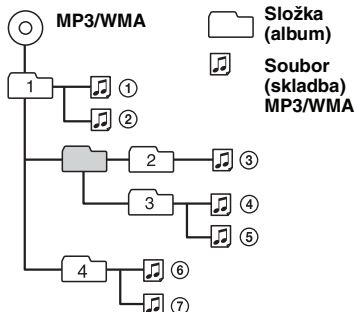 MP3/WMA
Složka
(album)
Soubor
(skladba)
MP3/WMA
1
①
②
2
③
3
④
⑤
4
⑥
⑦